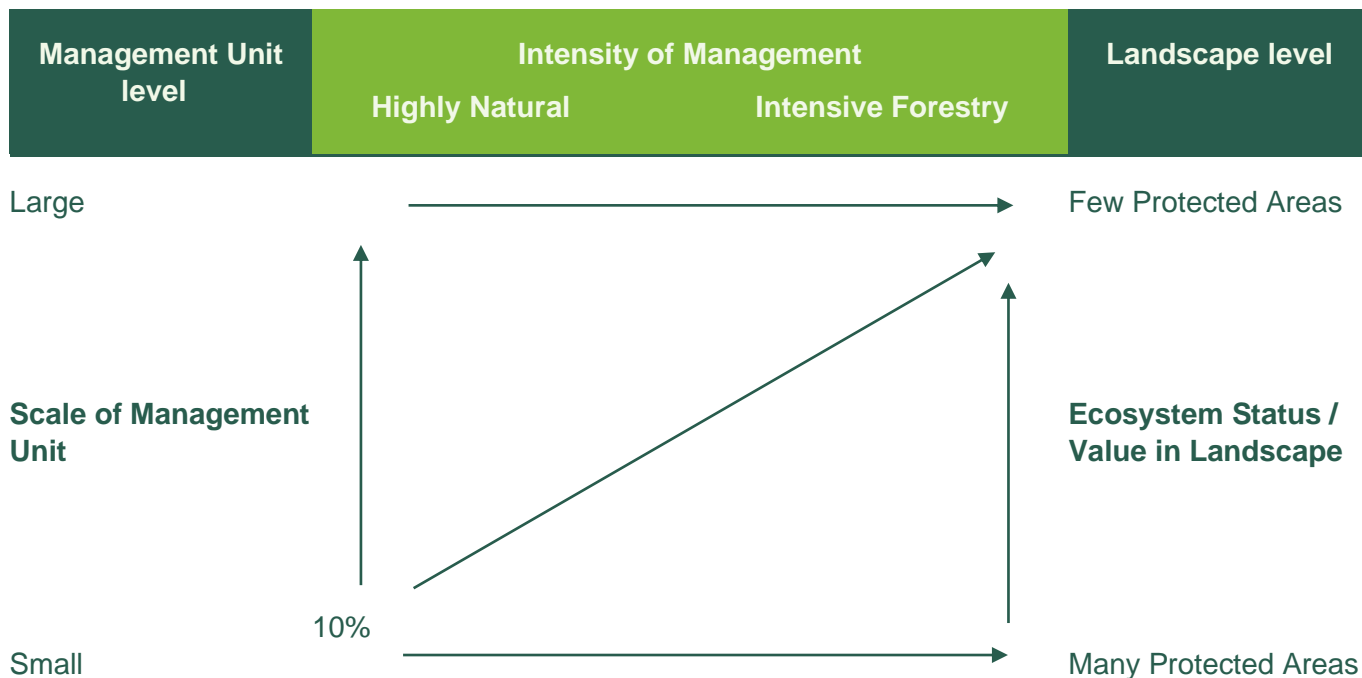 Management Unit
level
Intensity of Management
Highly Natural
Intensive Forestry
Landscape level
Large
Few Protected Areas
Scale of Management
Unit
Ecosystem Status /
Value in Landscape
10%
Small
Many Protected Areas